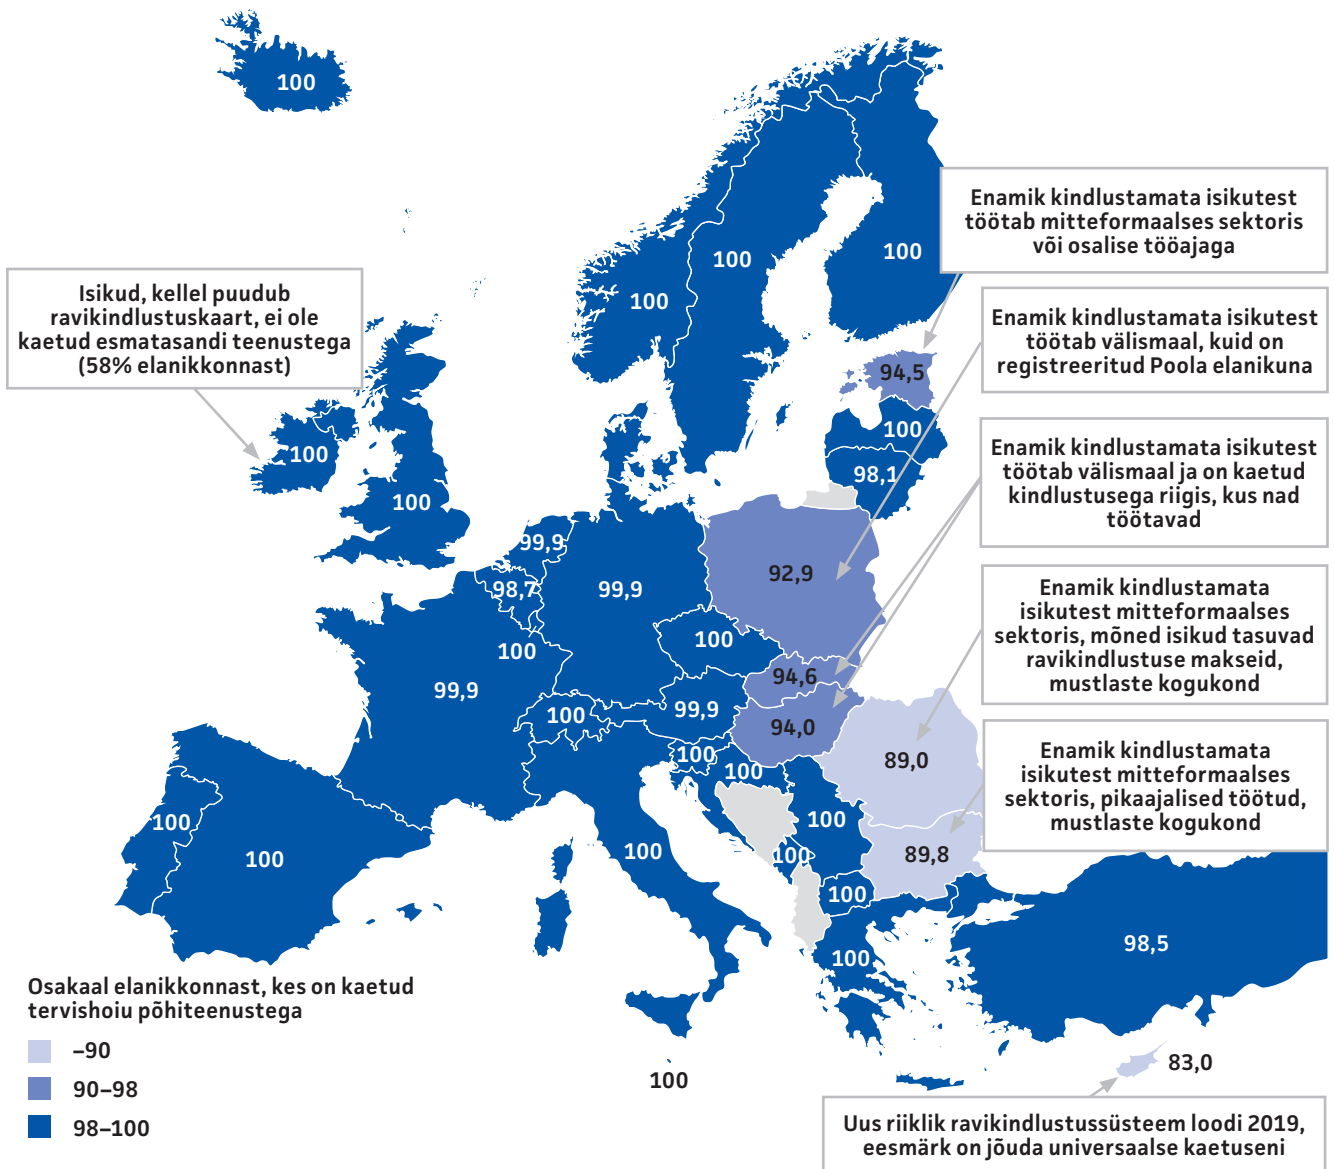 100
Enamik kindlustamata isikutest
töötab mitteformaalses sektoris
või osalise tööajaga
100
100
100
Isikud, kellel puudub
ravikindlustuskaart, ei ole
kaetud esmatasandi teenustega
(58% elanikkonnast)
Enamik kindlustamata isikutest
töötab välismaal, kuid on
registreeritud Poola elanikuna
94,5
100
100
98,1
Enamik kindlustamata isikutest
töötab välismaal ja on kaetud
kindlustusega riigis, kus nad
töötavad
100
99,9
98,7
99,9
92,9
Enamik kindlustamata
isikutest mitteformaalses
sektoris, mõned isikud tasuvad
ravikindlustuse makseid,
mustlaste kogukond
100
100
94,6
99,9
100
99,9
94,0
89,0
Enamik kindlustamata
isikutest mitteformaalses
sektoris, pikaajalised töötud,
mustlaste kogukond
100
100
100
100
100
100
100
89,8
100
100
98,5
Osakaal elanikkonnast, kes on kaetud
tervishoiu põhiteenustega
–90
90–98
98–100
100
83,0
Uus riiklik ravikindlustussüsteem loodi 2019,
eesmärk on jõuda universaalse kaetuseni